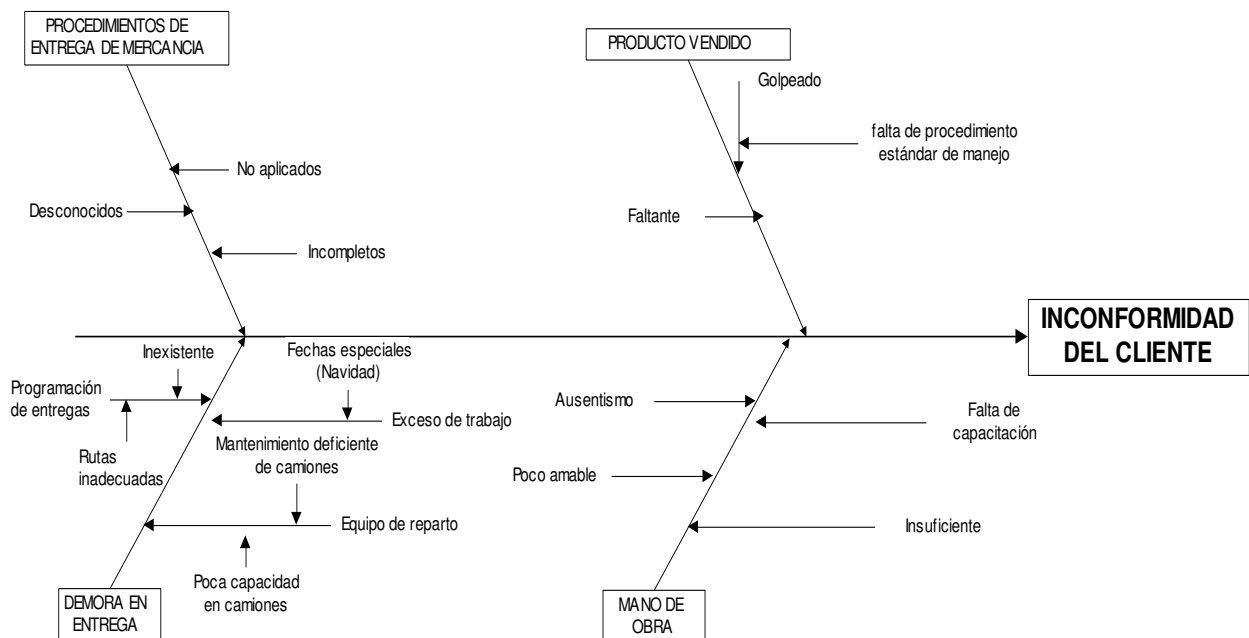 PROCEDIMIENTOS DE
ENTREGA DE MERCANCIA
PRODUCTO VENDIDO
Golpeado
falta de procedimiento
estándar de manejo
No aplicados
Desconocidos
Faltante
Incompletos
INCONFORMIDAD
DEL CLIENTE
Inexistente
Fechas especiales
(Navidad)
Programación
de entregas
Exceso de trabajo
Rutas
inadecuadas
Mantenimiento deficiente
de camiones
Equipo de reparto
Poca capacidad
en camiones
DEMORA EN
ENTREGA
Ausentismo
Falta de
capacitación
Poco amable
Insuficiente
MANO DE
OBRA